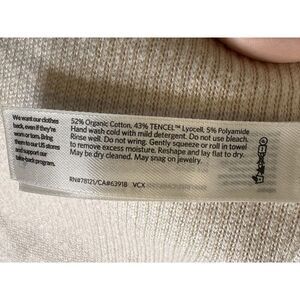 We want our clothes
back, even if they're
worn or torn. Bring
them to our US stores
and support our
take-back program.
52% Organic Cotton, 43% TENCEL™ Lyocell, 5% Polyamide
Hand wash cold with mild detergent. Do not use bleach.
Rinse well. Do not wring. Gently squeeze or roll in towel
to remove excess moisture. Reshape and lay flat to dry.
May be dry cleaned. May snag on jewelry.
RN#78121/CA#63918 VCX